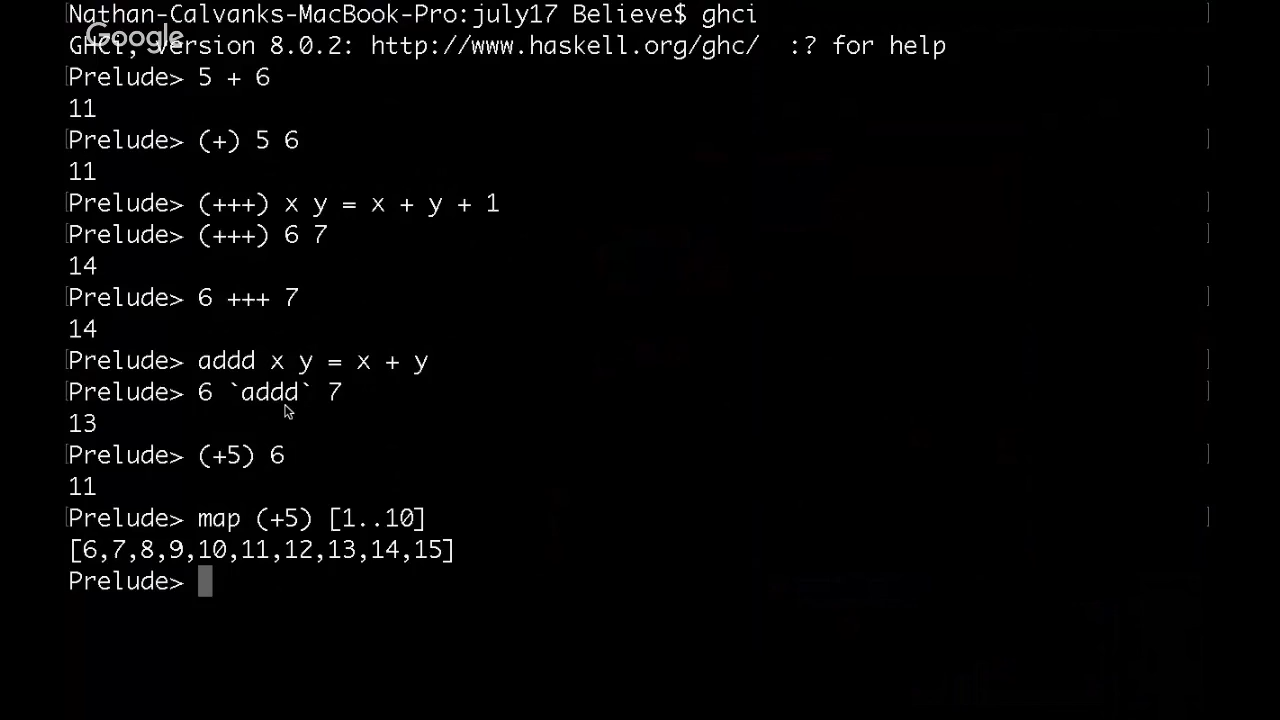 Nathan-Calvanks-MacBook-Pro:july17 Believe$ ghci
Google
GHCi, version 8.0.2: http://www.haskell.org/ghc/  :? for help
Prelude> 5 + 6
11
Prelude> (+) 5 6
11
Prelude> (+++) x y = x + y + 1
Prelude> (+++) 6 7
14
Prelude> 6 +++ 7
14
Prelude> addd x y = x + y
Prelude> 6 `addd` 7
13
Prelude> (+5) 6
11
Prelude> map (+5) [1..10]
[6,7,8,9,10,11,12,13,14,15]
Prelude>